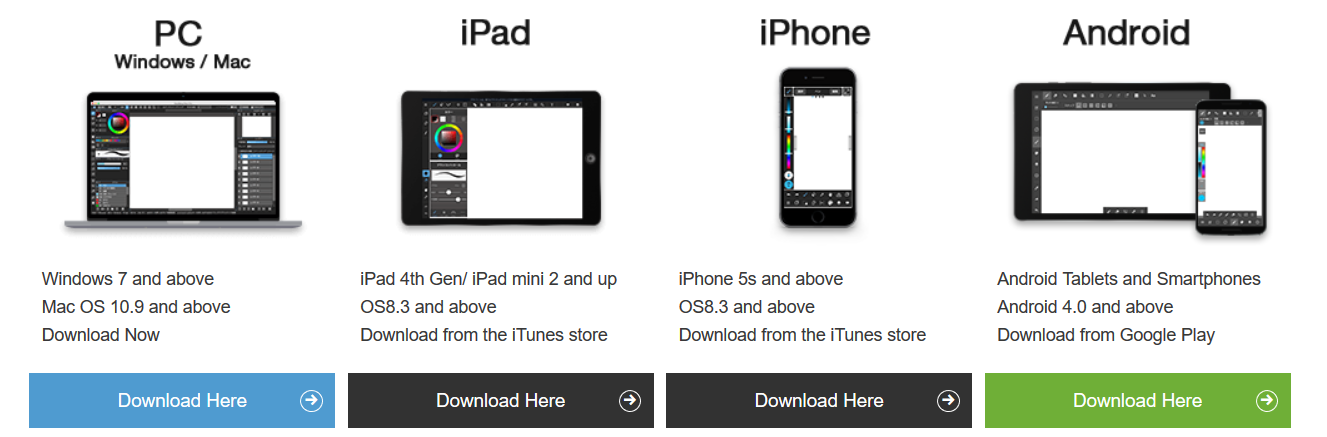 PC
Windows / Mac
Windows 7 and above
Mac OS 10.9 and above
Download Now
Download Here
iPad
iPad 4th Gen/ iPad mini 2 and up
OS8.3 and above
Download from the iTunes store
Download Here
iPhone
iPhone 5s and above
OS8.3 and above
Download from the iTunes store
Download Here
Android
Android Tablets and Smartphones
Android 4.0 and above
Download from Google Play
Download Here